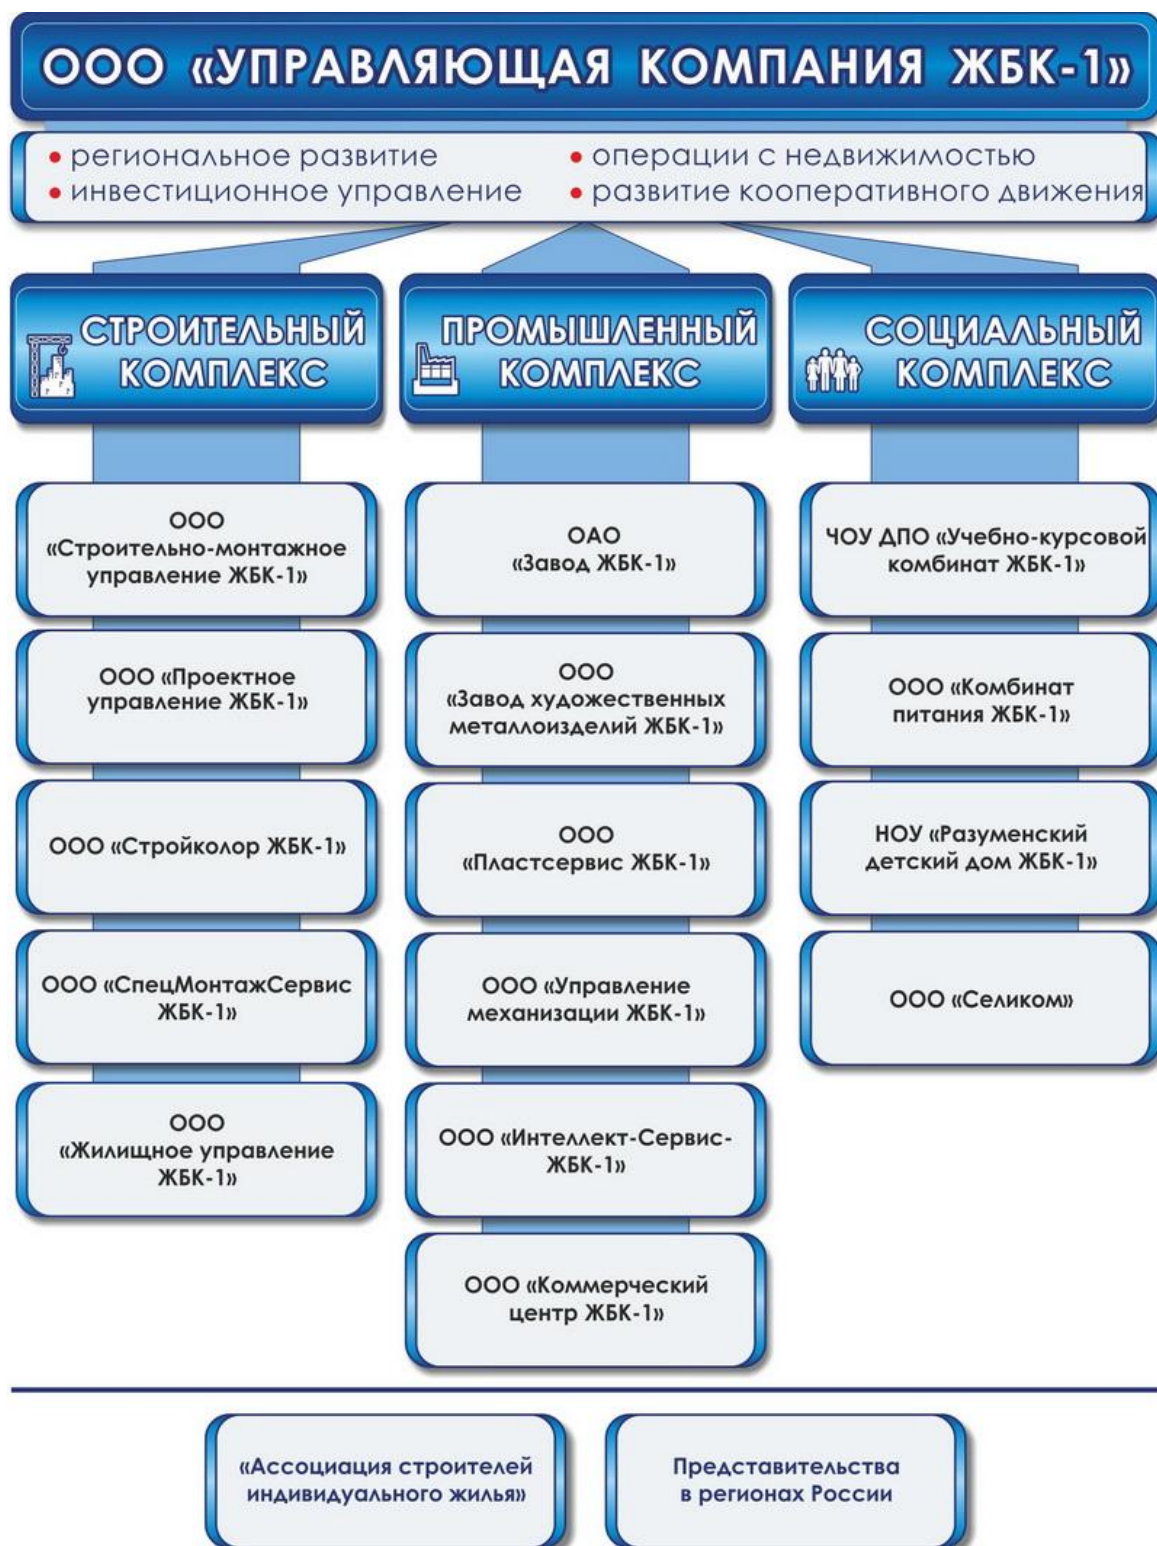 ООО «УПРАВЛЯЮЩАЯ КОМПАНИЯ ЖБК-1»
• региональное развитие
• инвестиционное управление
• операции с недвижимостью
• развитие кооперативного движения
СТРОИТЕЛЬНЫЙ
КОМПЛЕКС
ООО
«Строительно-монтажное
управление ЖБК-1»
ООО «Проектное
управление ЖБК-1»
ООО «Стройколор ЖБК-1»
ООО «СпецМонтажСервис
ЖБК-1»
ООО
«Жилищное управление
ЖБК-1»
ПРОМЫШЛЕННЫЙ
КОМПЛЕКС
ОАО
«Завод ЖБК-1»
ООО
«Завод художественных
металлоизделий ЖБК-1»
ООО
«Пластсервис ЖБК-1»
ООО «Управление
механизации ЖБК-1»
ООО «Интеллект-Сервис-
ЖБК-1»
ООО «Коммерческий
центр ЖБК-1»
СОЦИАЛЬНЫЙ
КОМПЛЕКС
ЧОУ ДПО «Учебно-курсовой
комбинат ЖБК-1»
ООО «Комбинат
питания ЖБК-1»
НОУ «Разуменский
детский дом ЖБК-1»
ООО «Селиком»
«Ассоциация строителей
индивидуального жилья»
Представительства
в регионах России